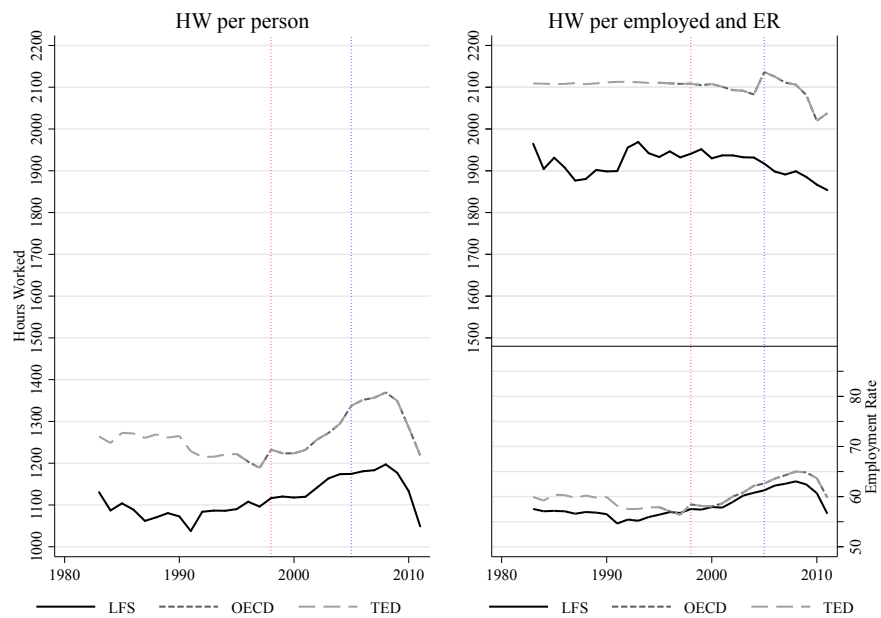 HW per person
HW per employed and ER
Hours Worked
1000 1100 1200 1300 1400 1500 1600 1700 1800 1900 2000 2100 2200
1980 1990 2000 2010
1500 1600 1700 1800 1900 2000 2100 2200
50 60 70 80
Employment Rate
1980 1990 2000 2010
LFS OECD TED
LFS OECD TED